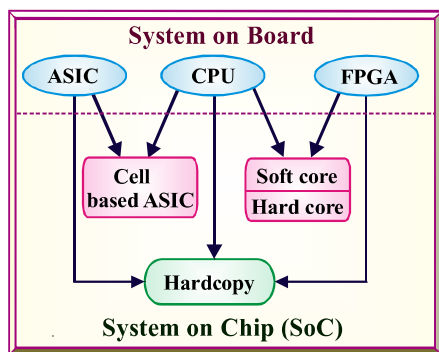 System on Board
ASIC
CPU
FPGA
Cell
based ASIC
Soft core
Hard core
Hardcopy
System on Chip (SoC)